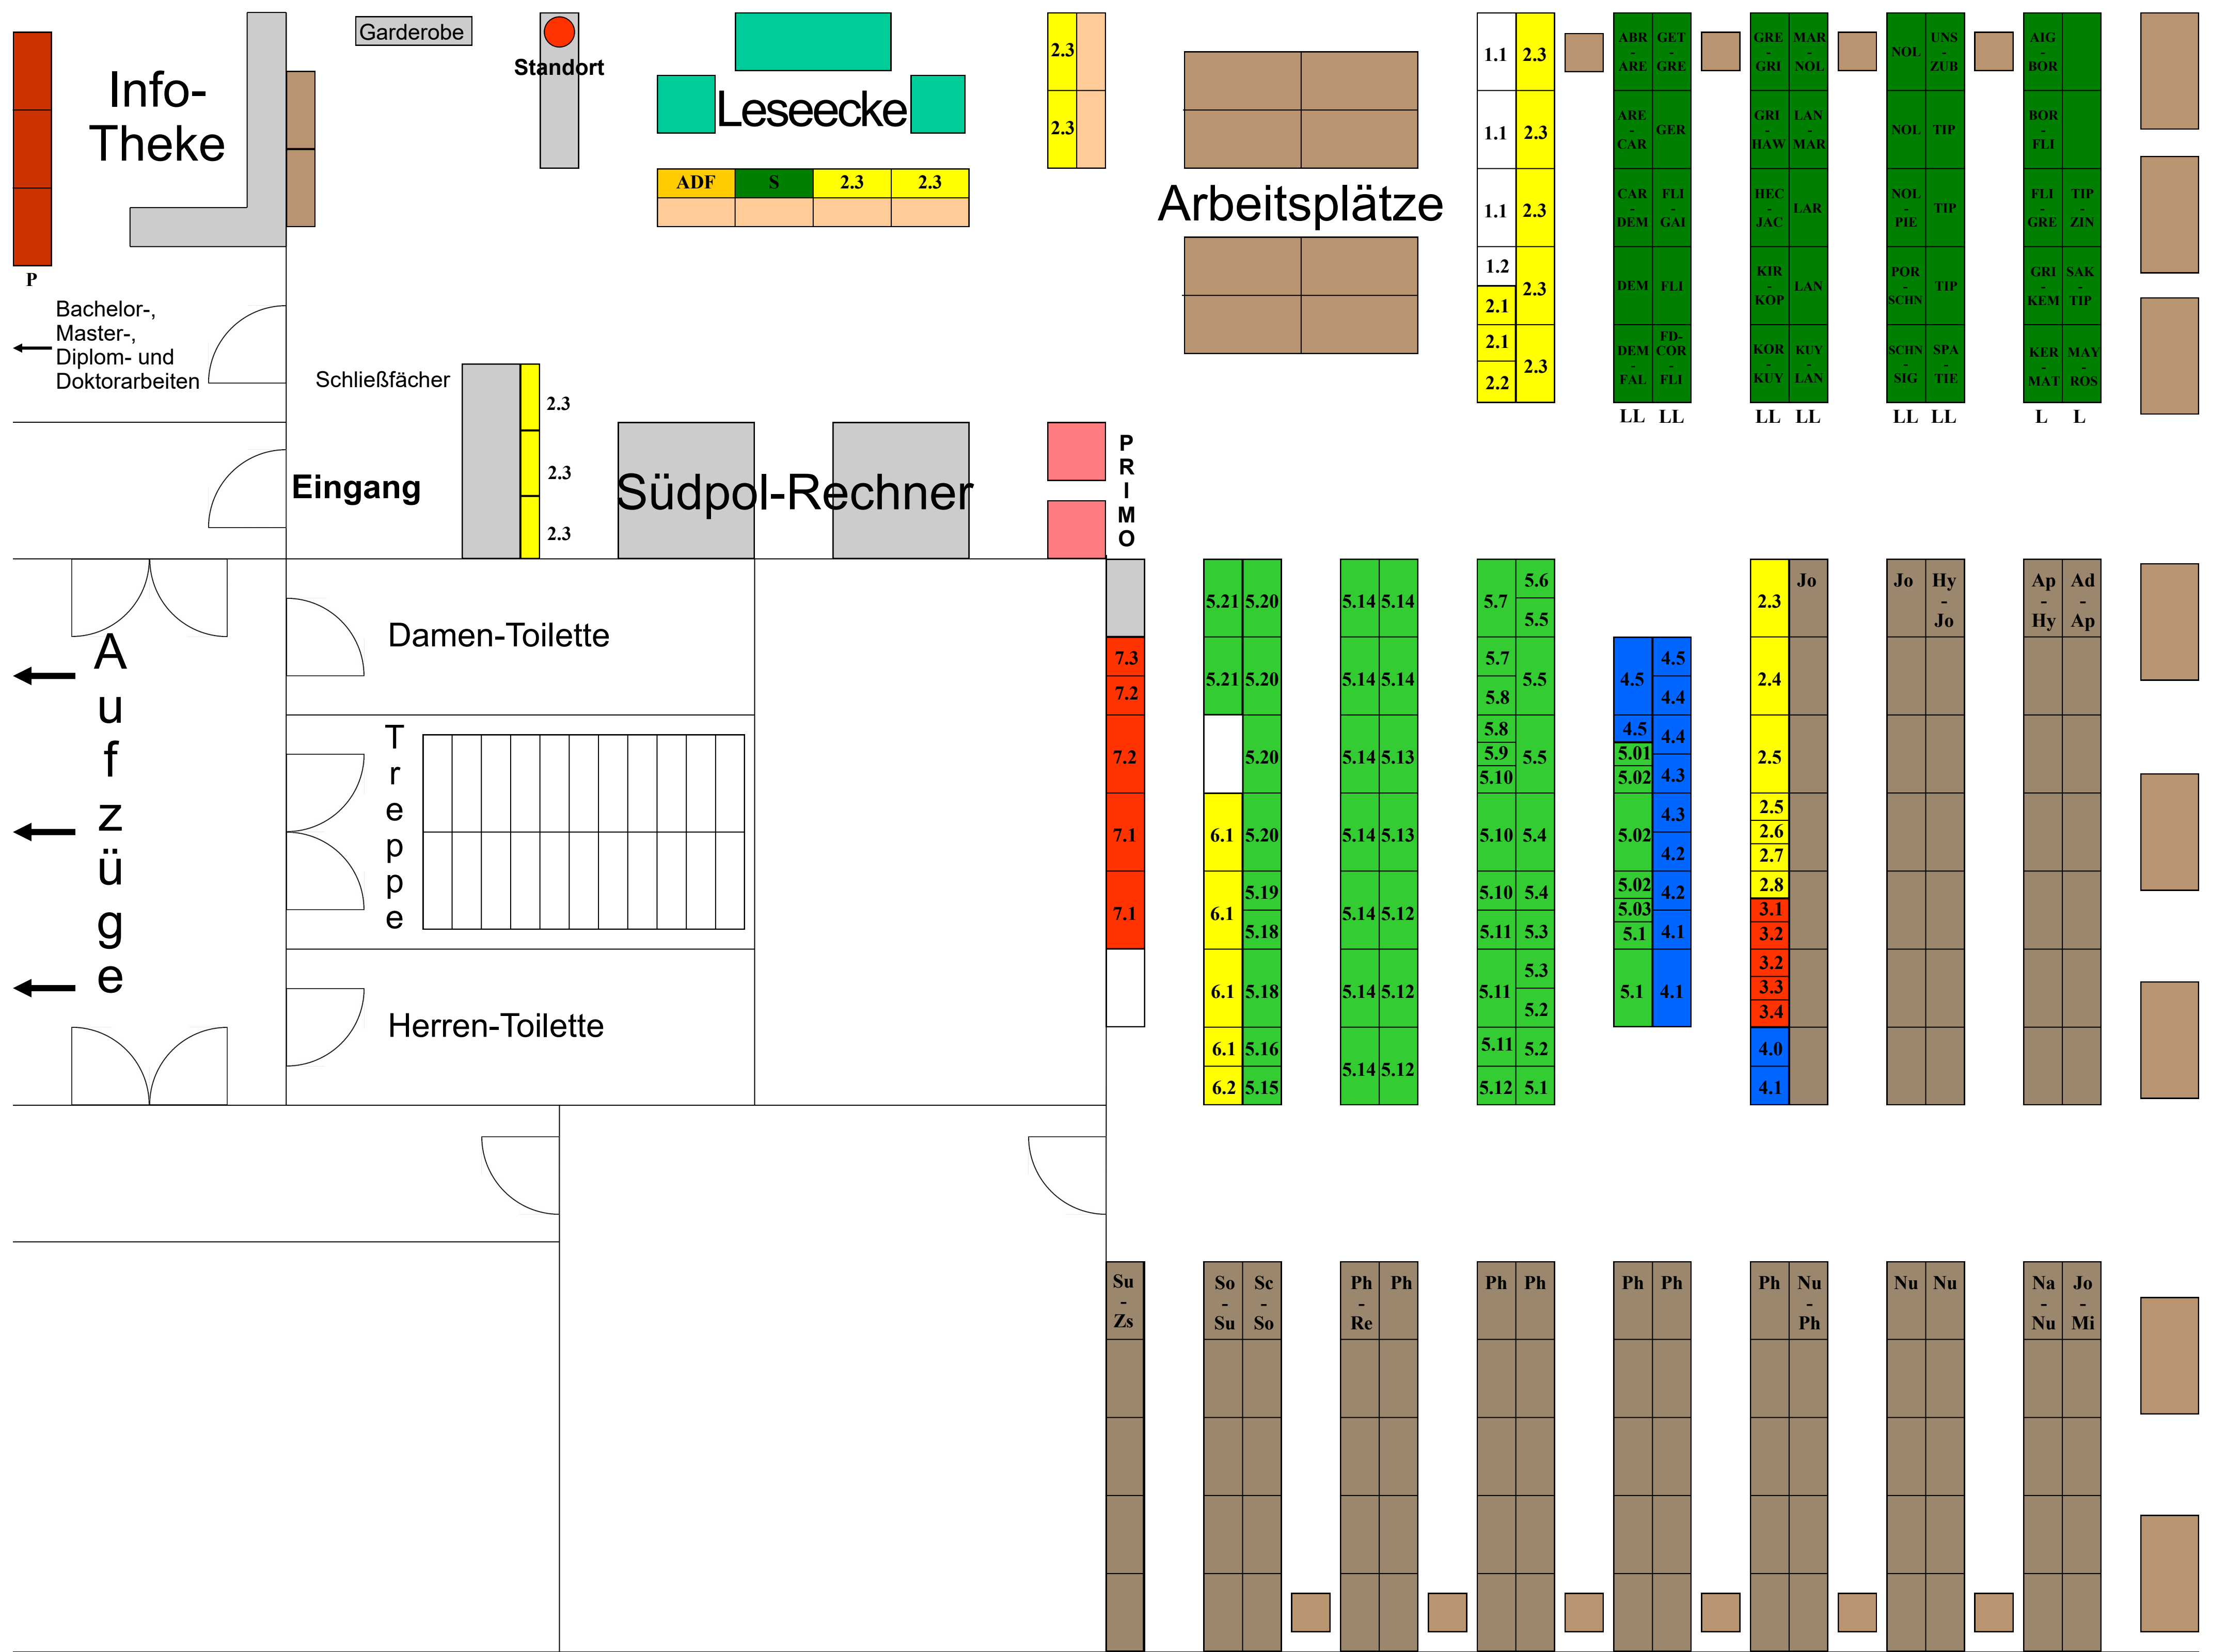 Info-
Theke
Garderobe
Standort
Leseecke
ADF
S
2.3
2.3
2.3
2.3
Arbeitsplätze
P
Bachelor-,
Master-,
Diplom- und
Doktorarbeiten
Schließfächer
2.3
2.3
2.3
Eingang
Südpol-Rechner
P
R
I
M
O
1.1
1.1
1.1
1.2
2.1
2.1
2.2
2.3
2.3
2.3
2.3
2.3
ABR
-
ARE
ARE
-
CAR
CAR
-
DEM
DEM
DEM
-
FAL
LL
GET
-
GRE
GER
FLI
-
GAI
FLI
FD-
COR
-
FLI
LL
GRE
-
GRI
GRI
-
HAW
HEC
-
JAC
KIR
-
KOP
KOR
-
KUY
LL
MAR
-
NOL
LAN
-
MAR
LAR
LAN
KUY
-
LAN
LL
NOL
NOL
NOL
-
PIE
POR
-
SCHN
SCHN
-
SIG
LL
UNS
-
ZUB
TIP
TIP
TIP
SPA
-
TIE
LL
AIG
-
BOR
BOR
-
FLI
FLI
-
GRE
GRI
-
KEM
KER
-
MAT
L
TIP
-
ZIN
SAK
-
TIP
MAY
-
ROS
L
Aufzüge
Damen-Toilette
Treppe
Herren-Toilette
7.3
7.2
7.2
7.1
7.1
5.21
5.21
6.1
6.1
6.1
6.1
6.2
5.20
5.20
5.20
5.20
5.19
5.18
5.18
5.16
5.15
5.14
5.14
5.14
5.14
5.14
5.14
5.14
5.14
5.14
5.13
5.13
5.12
5.12
5.12
5.7
5.7
5.8
5.8
5.9
5.10
5.10
5.10
5.11
5.11
5.11
5.12
5.6
5.5
5.5
5.5
5.4
5.4
5.3
5.3
5.2
5.2
5.1
4.5
4.5
5.01
5.02
5.02
5.02
5.03
5.1
5.1
4.5
4.4
4.4
4.3
4.3
4.2
4.2
4.1
4.1
2.3
2.4
2.5
2.5
2.6
2.7
2.8
3.1
3.2
3.2
3.3
3.4
4.0
4.1
Jo
Jo
Hy
-
Jo
Ap
-
Hy
Ad
-
Ap
Su
-
Zs
So
-
Su
Sc
-
So
Ph
-
Re
Ph
Ph
Ph
Ph
Ph
Ph
Nu
-
Ph
Nu
Nu
Na
-
Nu
Jo
-
Mi